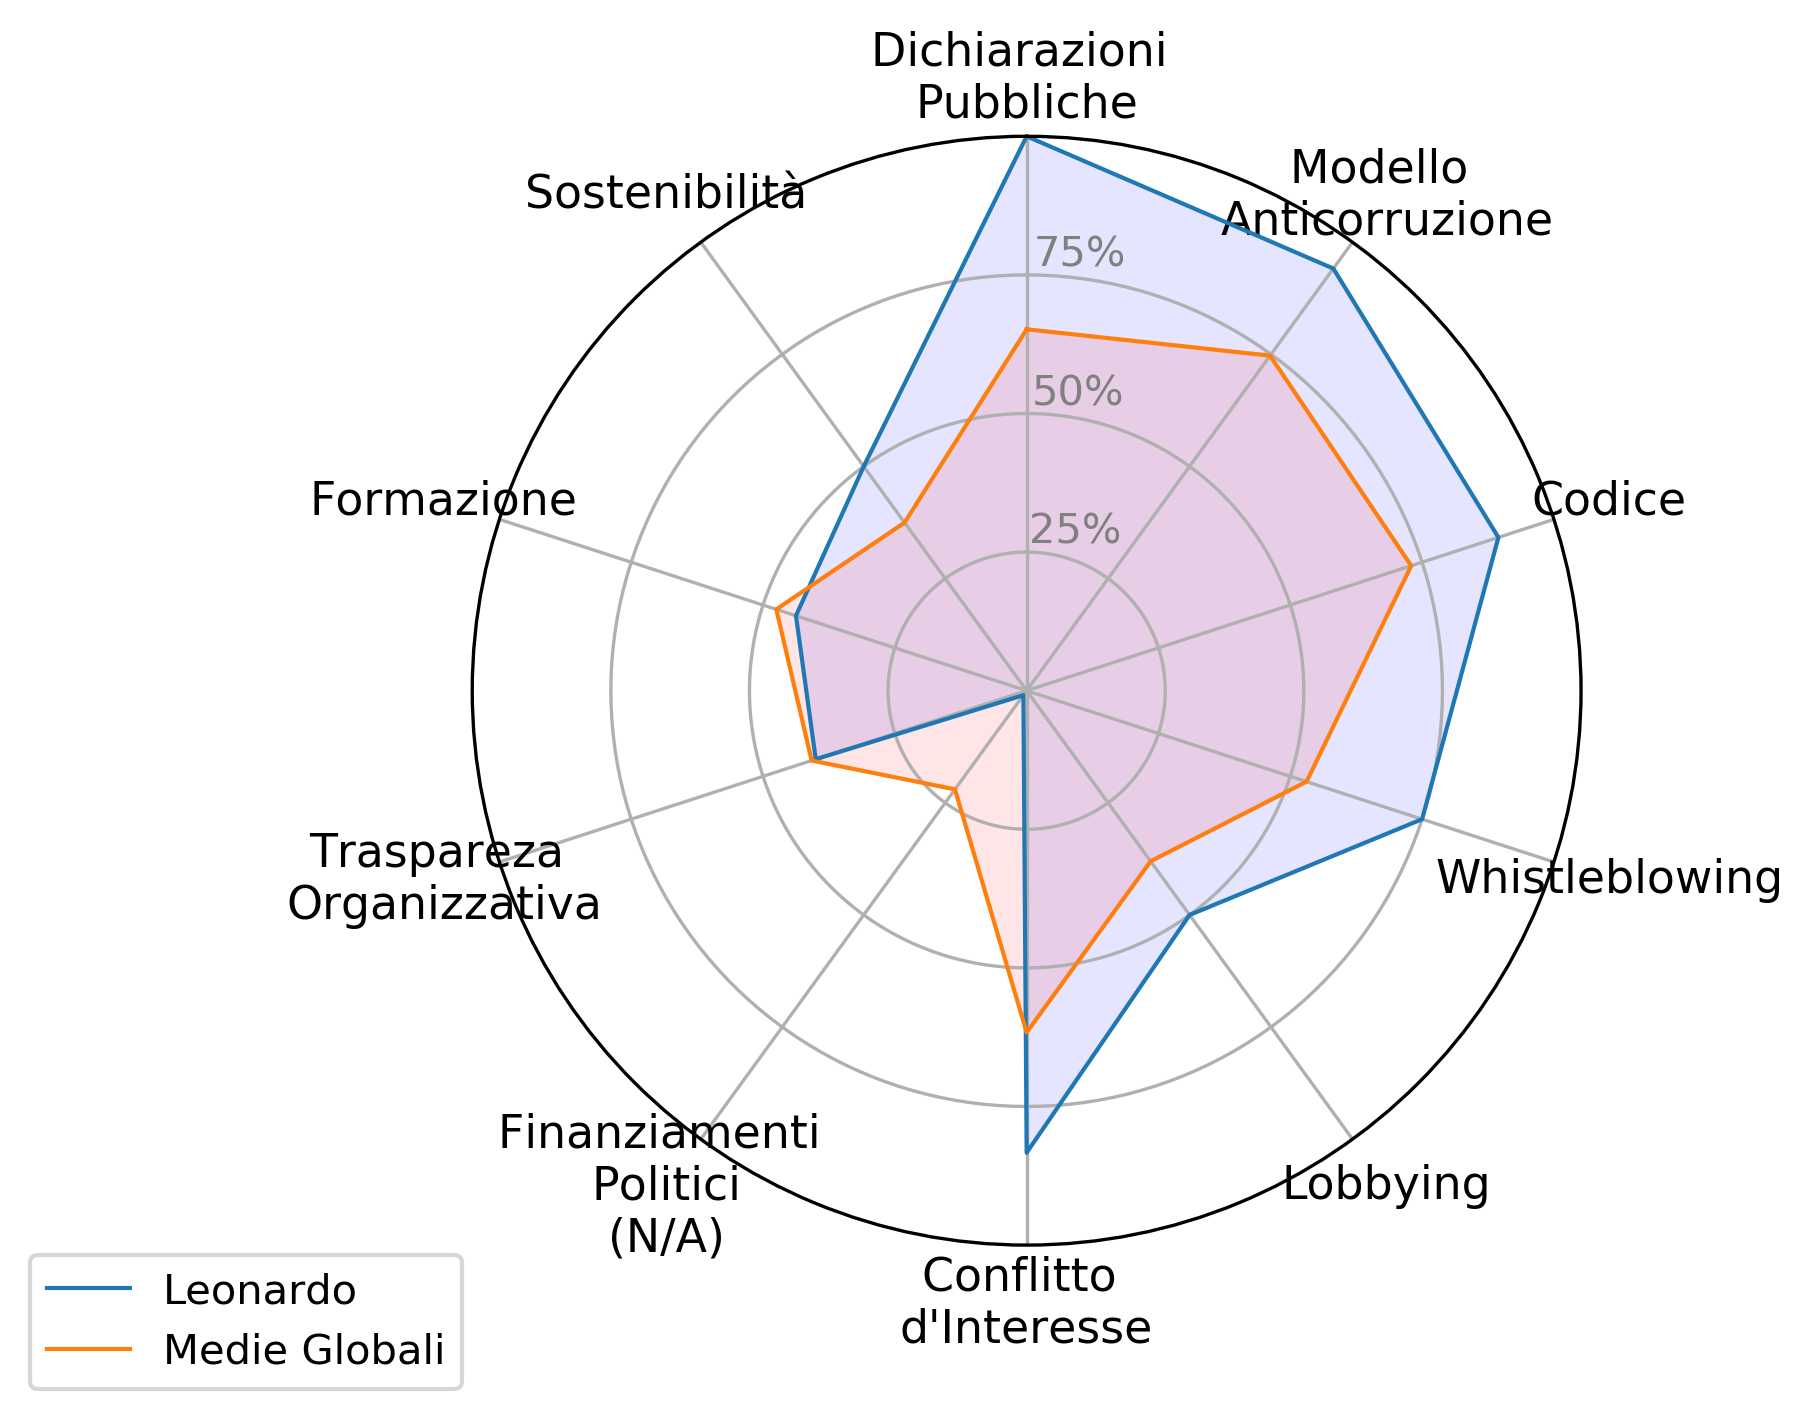 Dichiarazioni
Pubbliche
Modello
Anticorruzione
Sostenibilità
75%
50%
25%
Formazione
Codice
Traspareza
Organizzativa
Whistleblowing
Finanziamenti
Politici
(N/A)
Lobbying
Conflitto
d'Interesse
Leonardo
Medie Globali